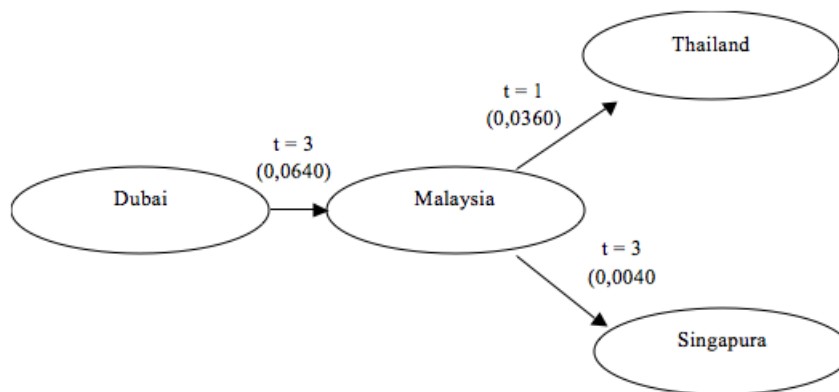 Thailand
t = 1
(0,0360)
t = 3
(0,0640)
Dubai
Malaysia
t = 3
(0,0040
Singapura